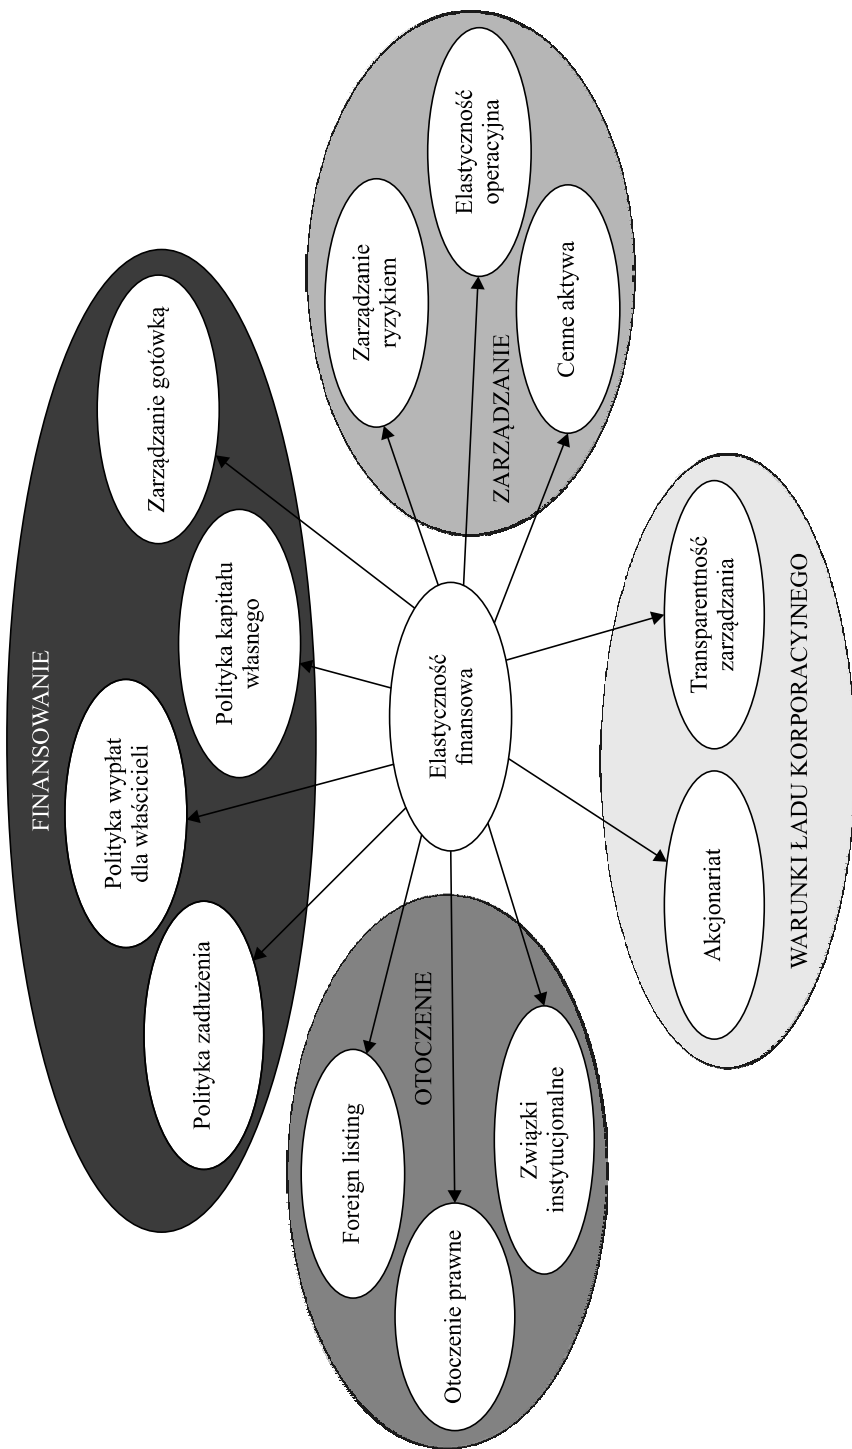 FINANSOWANIE
Polityka zadłużenia
Polityka wypłat
dla właścicieli
Polityka kapitału
własnego
Zarządzanie gotówką
OTOCZENIE
Foreign listing
Otoczenie prawne
Związki
instytucjonalne
Elastyczność
finansowa
ZARZĄDZANIE
Zarządzanie
ryzykiem
Elastyczność
operacyjna
Cenne aktywa
Akcjonariat
Transparentność
zarządzania
WARUNKI ŁADU KORPORACYJNEGO